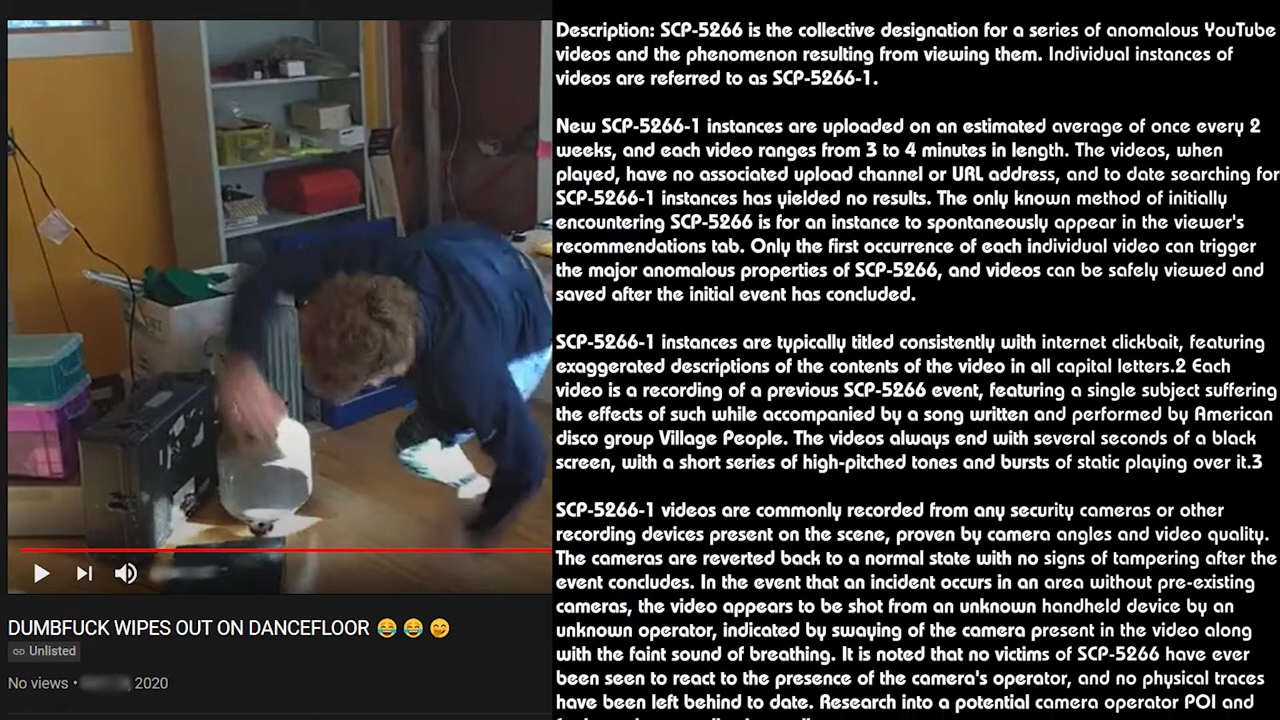 DUMBFUCK WIPES OUT ON DANCEFLOOR 😂 😂 🤭
Unlisted
No views • 2020
Description: SCP-5266 is the collective designation for a series of anomalous YouTube
videos and the phenomenon resulting from viewing them. Individual instances of
videos are referred to as SCP-5266-1.
New SCP-5266-1 instances are uploaded on an estimated average of once every 2
weeks, and each video ranges from 3 to 4 minutes in length. The videos, when
played, have no associated upload channel or URL address, and to date searching for
SCP-5266-1 instances has yielded no results. The only known method of initially
encountering SCP-5266 is for an instance to spontaneously appear in the viewer's
recommendations tab. Only the first occurrence of each individual video can trigger
the major anomalous properties of SCP-5266, and videos can be safely viewed and
saved after the initial event has concluded.
SCP-5266-1 instances are typically titled consistently with internet clickbait, featuring
exaggerated descriptions of the contents of the video in all capital letters.2 Each
video is a recording of a previous SCP-5266 event, featuring a single subject suffering
the effects of such while accompanied by a song written and performed by American
disco group Village People. The videos always end with several seconds of a black
screen, with a short series of high-pitched tones and bursts of static playing over it.3
SCP-5266-1 videos are commonly recorded from any security cameras or other
recording devices present on the scene, proven by camera angles and video quality.
The cameras are reverted back to a normal state with no signs of tampering after the
event concludes. In the event that an incident occurs in an area without pre-existing
cameras, the video appears to be shot from an unknown handheld device by an
unknown operator, indicated by swaying of the camera present in the video along
with the faint sound of breathing. It is noted that no victims of SCP-5266 have ever
been seen to react to the presence of the camera's operator, and no physical traces
have been left behind to date. Research into a potential camera operator POI and